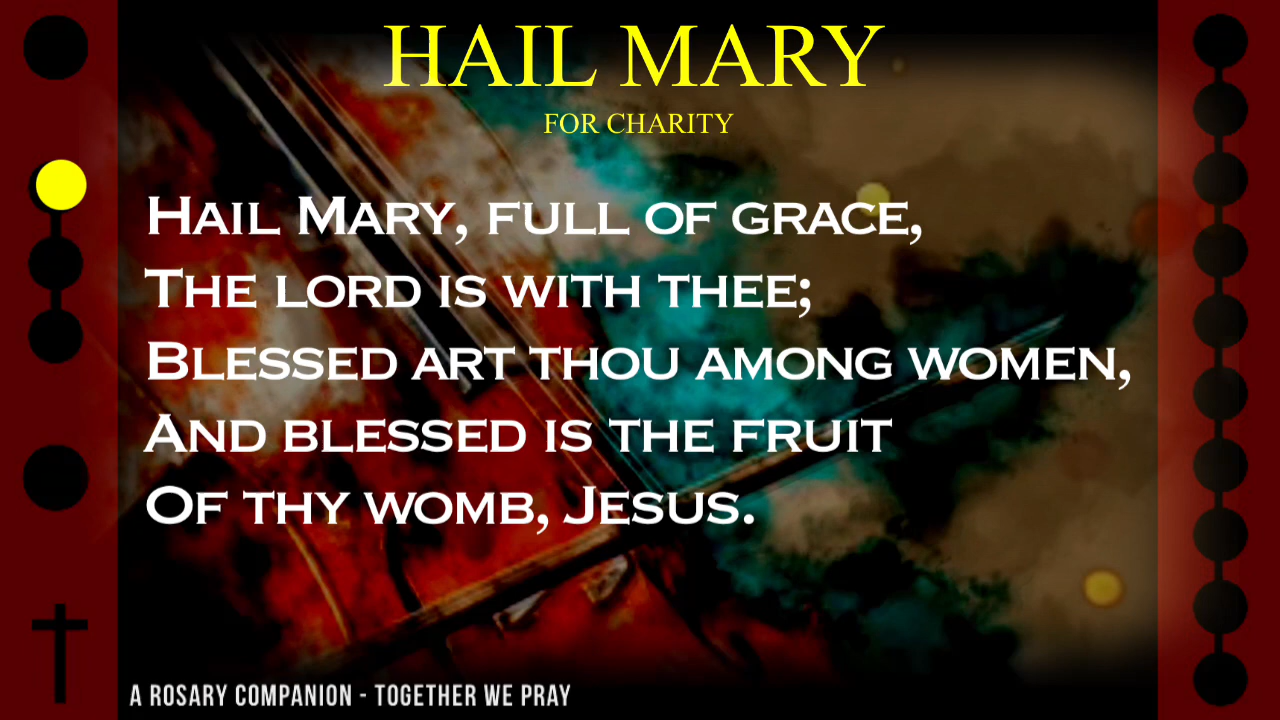 HAIL MARY
FOR CHARITY
Hail Mary, full of grace,
The Lord is with thee;
Blessed art thou among women,
And blessed is the fruit
Of thy womb, Jesus.
A ROSARY COMPANION - TOGETHER WE PRAY